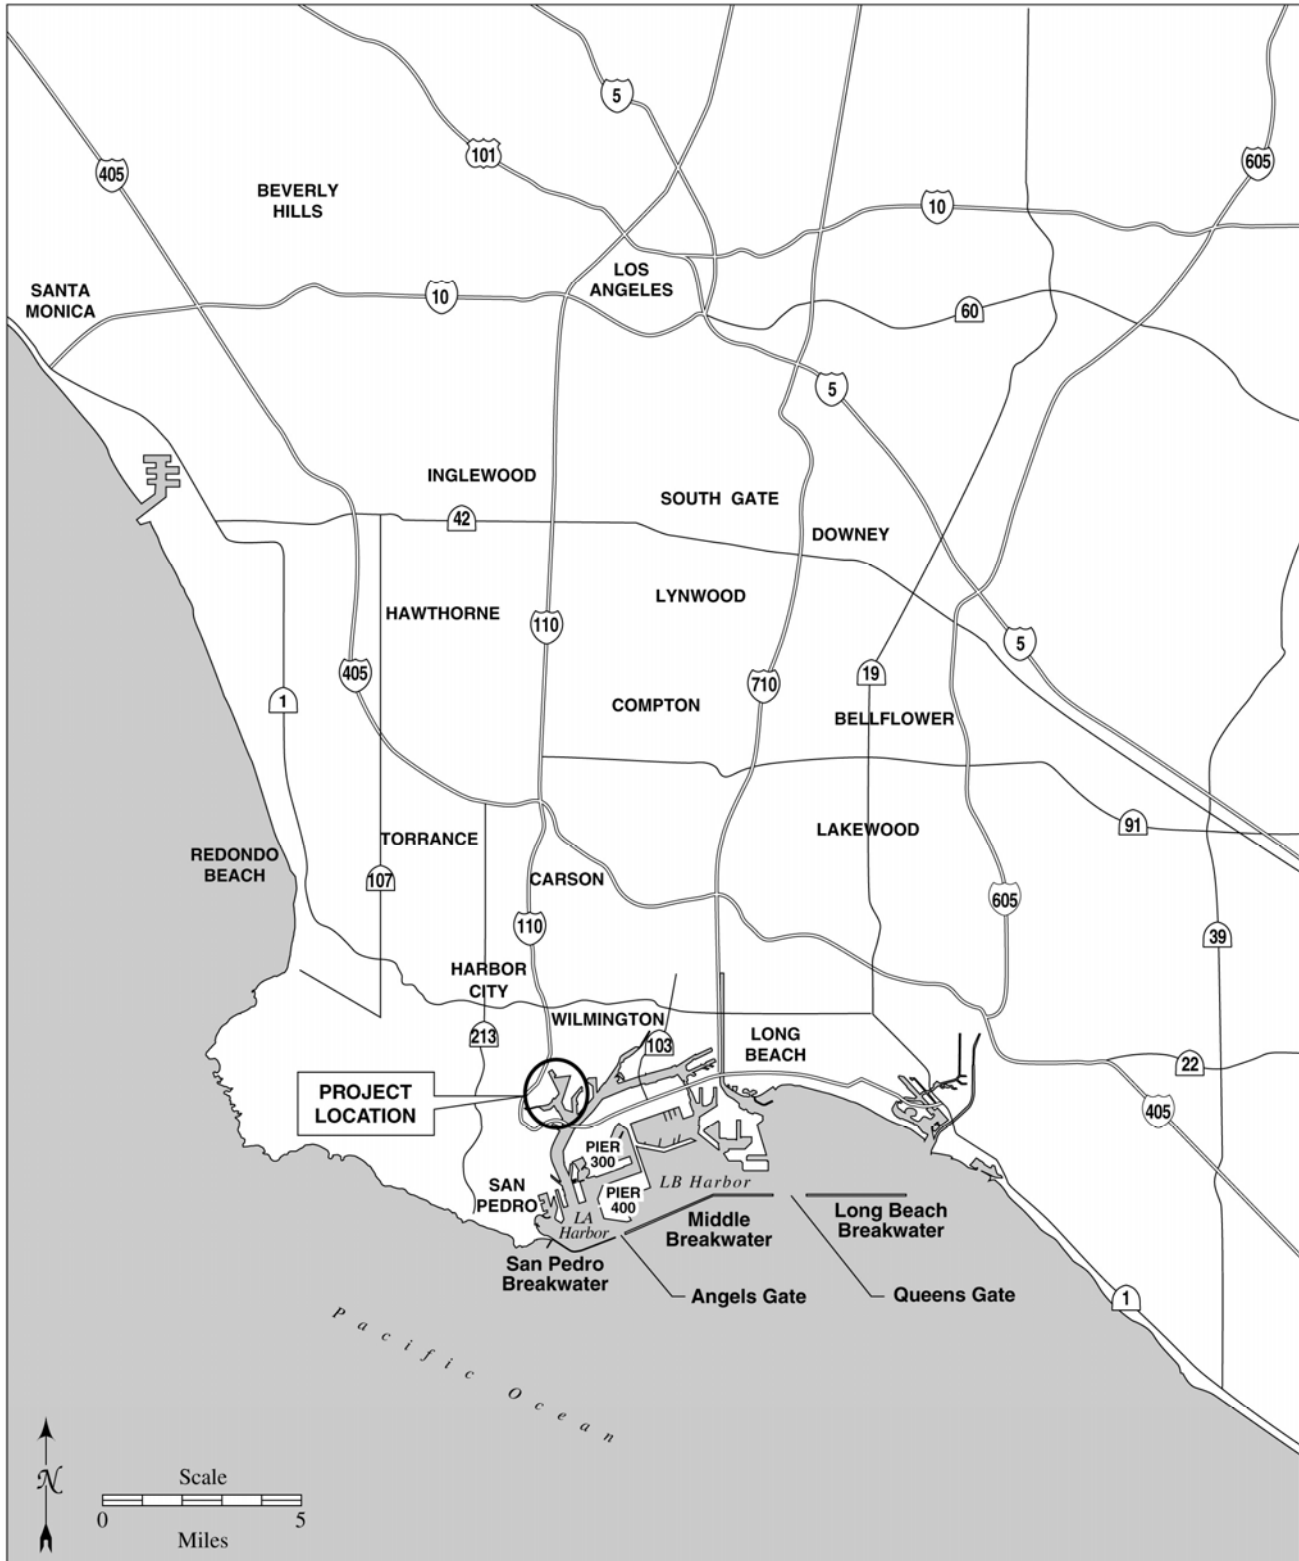 5
101
405
605
BEVERLY
HILLS
10
LOS
ANGELES
SANTA
MONICA
10
60
5
INGLEWOOD
SOUTH GATE
42
DOWNEY
LYNWOOD
HAWTHORNE
110
5
405
19
710
1
COMPTON
BELLFLOWER
91
LAKEWOOD
TORRANCE
REDONDO
BEACH
107
CARSON
605
110
39
HARBOR
CITY
WILMINGTON
213
103
LONG
BEACH
22
PROJECT
LOCATION
405
PIER
300
LB Harbor
SAN
PEDRO
PIER
400
LA
Harbor
Middle
Breakwater
Long Beach
Breakwater
San Pedro
Breakwater
Angels Gate
Queens Gate
1
Pacific Ocean
N
Scale
0 5
Miles